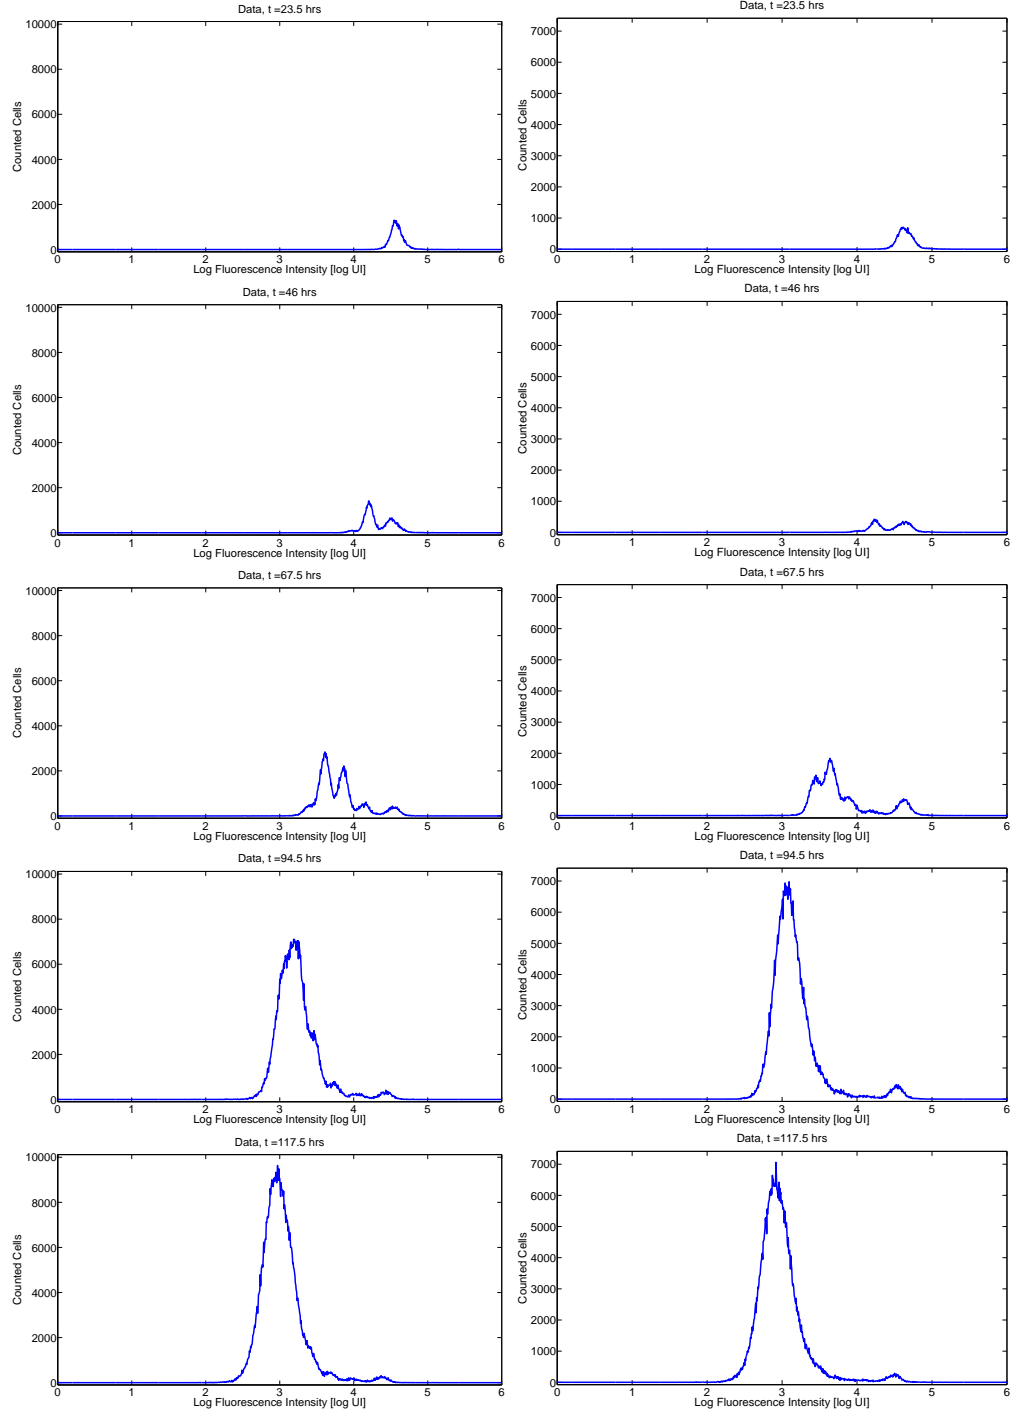 Data, t =23.5 hrs
10000
8000
6000
4000
2000
0
Counted Cells
0 1 2 3 4 5 6
Log Fluorescence Intensity [log UI]
Data, t =23.5 hrs
7000
6000
5000
4000
3000
2000
1000
0
Counted Cells
0 1 2 3 4 5 6
Log Fluorescence Intensity [log UI]
Data, t =46 hrs
10000
8000
6000
4000
2000
0
Counted Cells
0 1 2 3 4 5 6
Log Fluorescence Intensity [log UI]
Data, t =46 hrs
7000
6000
5000
4000
3000
2000
1000
0
Counted Cells
0 1 2 3 4 5 6
Log Fluorescence Intensity [log UI]
Data, t =67.5 hrs
10000
8000
6000
4000
2000
0
Counted Cells
0 1 2 3 4 5 6
Log Fluorescence Intensity [log UI]
Data, t =67.5 hrs
7000
6000
5000
4000
3000
2000
1000
0
Counted Cells
0 1 2 3 4 5 6
Log Fluorescence Intensity [log UI]
Data, t =94.5 hrs
10000
8000
6000
4000
2000
0
Counted Cells
0 1 2 3 4 5 6
Log Fluorescence Intensity [log UI]
Data, t =94.5 hrs
7000
6000
5000
4000
3000
2000
1000
0
Counted Cells
0 1 2 3 4 5 6
Log Fluorescence Intensity [log UI]
Data, t =117.5 hrs
10000
8000
6000
4000
2000
0
Counted Cells
0 1 2 3 4 5 6
Log Fluorescence Intensity [log UI]
Data, t =117.5 hrs
7000
6000
5000
4000
3000
2000
1000
0
Counted Cells
0 1 2 3 4 5 6
Log Fluorescence Intensity [log UI]